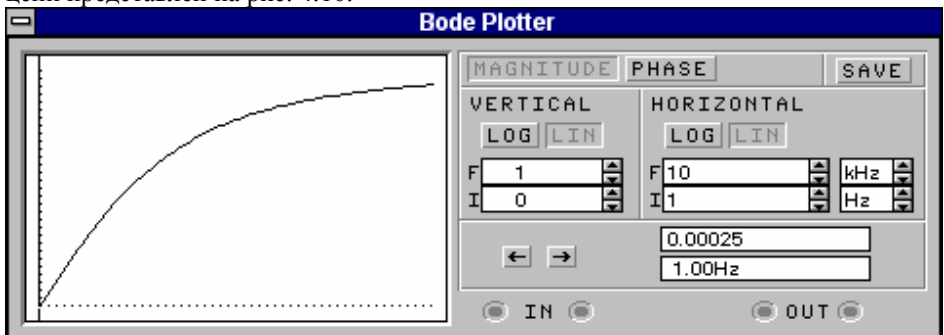 цепи представлен на рис. 4.10.
Bode Plotter
MAGNITUDE PHASE SAVE
VERTICAL HORIZONTAL
LOG LIN LOG LIN
F 1 F 10 kHz
I 0 I 1 Hz
← → 0.00025
1.00Hz
IN OUT